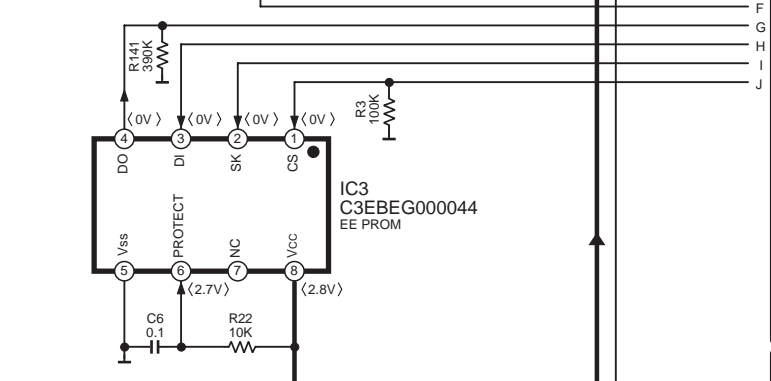 F
G
H
I
J
R141
390K
R3
100K
〈0V〉
〈0V〉
〈0V〉
〈0V〉
4
3
2
1
DO
DI
SK
CS
IC3
C3EBEG000044
EE PROM
Vss
PROTECT
NC
Vcc
5
6
7
8
〈2.7V〉
〈2.8V〉
C6
0.1
R22
10K